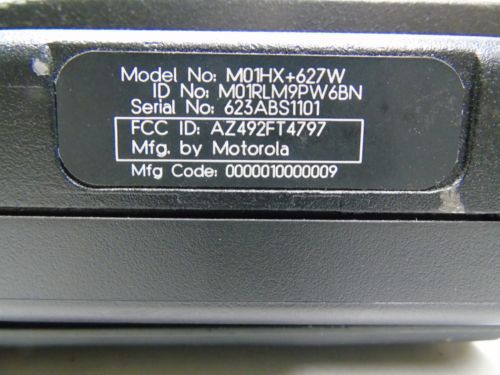 Model No: M01HX+627W
ID No: M01RLM9PW6BN
Serial No: 623ABS1101
FCC ID: AZ492FT4797
Mfg. by Motorola
Mfg Code: 0000010000009